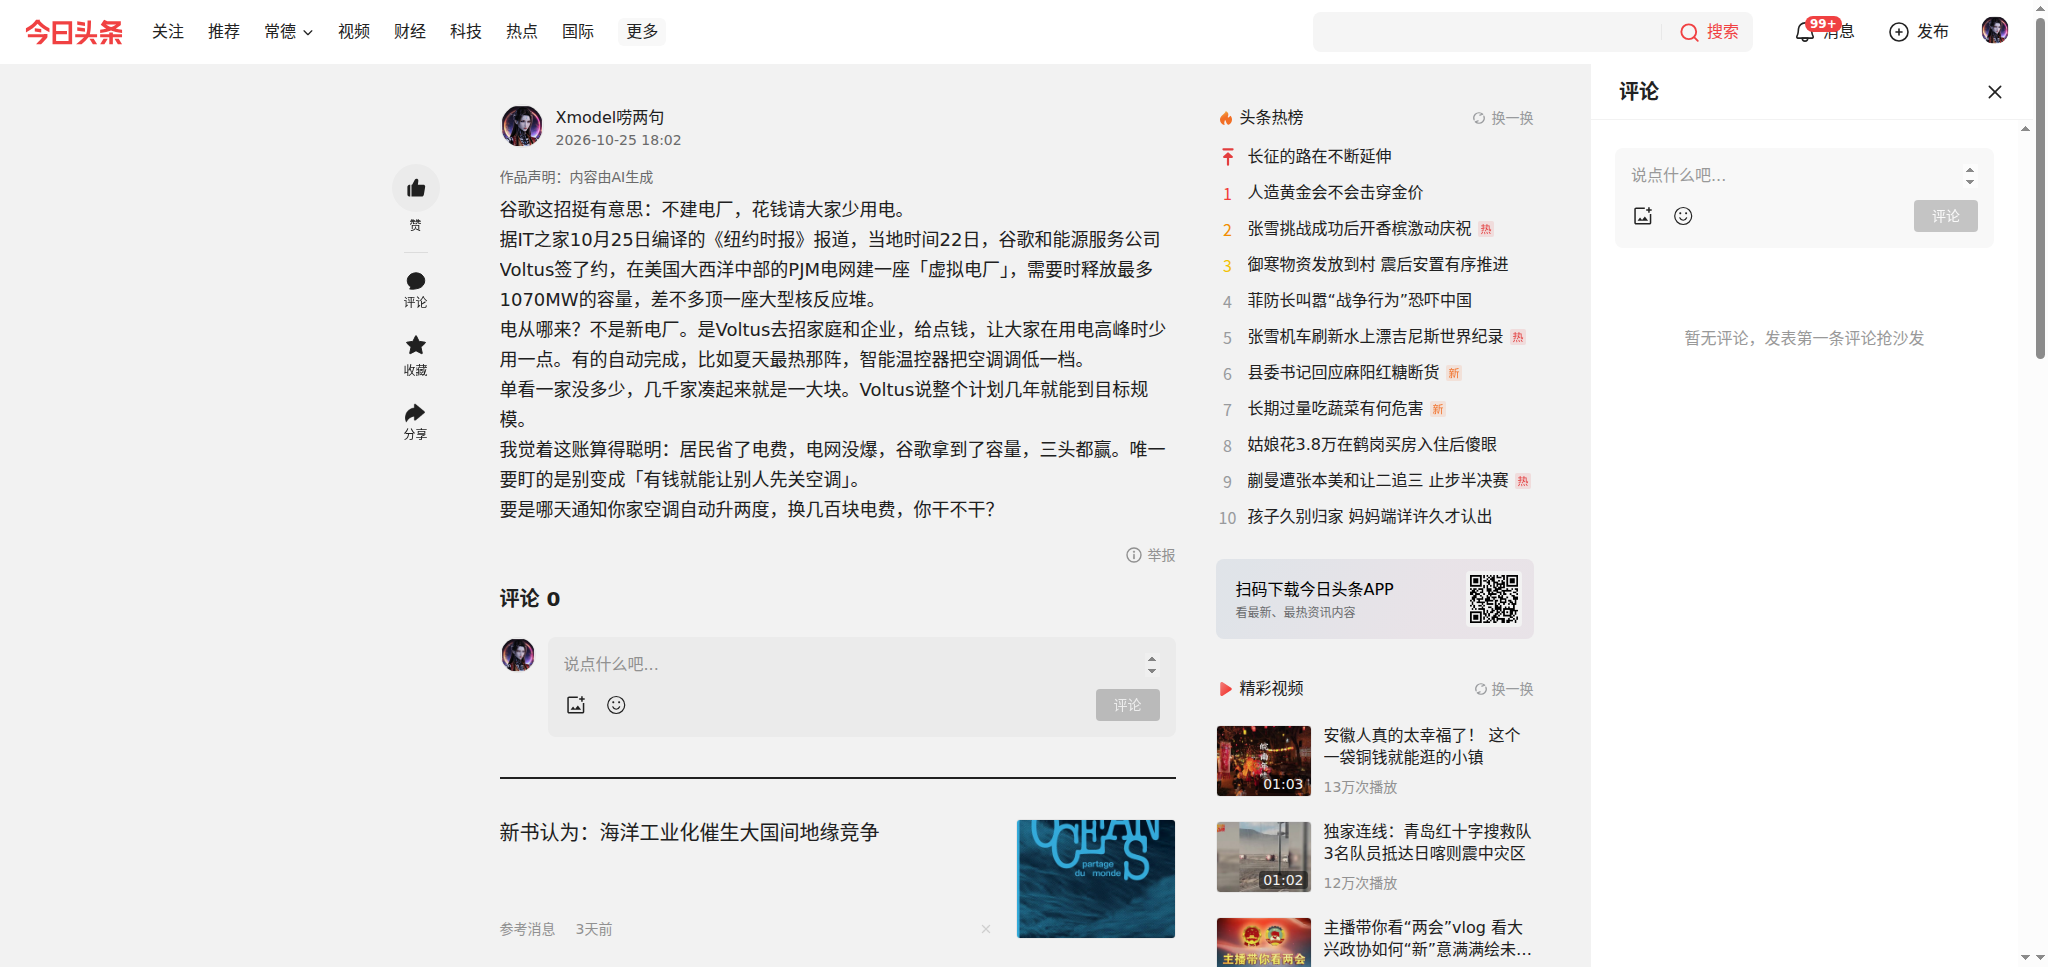 今日头条
关注 推荐 常德 视频 财经 科技 热点 国际 更多
搜索
99+
消息
发布
Xmodel唠两句
2026-10-25 18:02
作品声明：内容由AI生成
谷歌这招挺有意思：不建电厂，花钱请大家少用电。
据IT之家10月25日编译的《纽约时报》报道，当地时间22日，谷歌和能源服务公司
Voltus签了约，在美国大西洋中部的PJM电网建一座「虚拟电厂」，需要时释放最多
1070MW的容量，差不多顶一座大型核反应堆。
电从哪来？不是新电厂。是Voltus去招家庭和企业，给点钱，让大家在用电高峰时少
用一点。有的自动完成，比如夏天最热那阵，智能温控器把空调调低一档。
单看一家没多少，几千家凑起来就是一大块。Voltus说整个计划几年就能到目标规
模。
我觉着这账算得聪明：居民省了电费，电网没爆，谷歌拿到了容量，三头都赢。唯一
要盯的是别变成「有钱就能让别人先关空调」。
要是哪天通知你家空调自动升两度，换几百块电费，你干不干？
赞
评论
收藏
分享
举报
评论 0
说点什么吧...
评论
新书认为：海洋工业化催生大国间地缘竞争
参考消息 3天前
OCEANS
partage
du monde
头条热榜
换一换
长征的路在不断延伸
1 人造黄金会不会击穿金价
2 张雪挑战成功后开香槟激动庆祝 热
3 御寒物资发放到村 震后安置有序推进
4 菲防长叫嚣“战争行为”恐吓中国
5 张雪机车刷新水上漂吉尼斯世界纪录 热
6 县委书记回应麻阳红糖断货 新
7 长期过量吃蔬菜有何危害 新
8 姑娘花3.8万在鹤岗买房入住后傻眼
9 蒯曼遭张本美和让二追三 止步半决赛 热
10 孩子久别归家 妈妈端详许久才认出
扫码下载今日头条APP
看最新、最热资讯内容
精彩视频
换一换
01:03
安徽人真的太幸福了！ 这个
一袋铜钱就能逛的小镇
13万次播放
01:02
独家连线：青岛红十字搜救队
3名队员抵达日喀则震中灾区
12万次播放
主播带你看两会
主播带你看“两会”vlog 看大
兴政协如何“新”意满满绘未...
评论
说点什么吧...
评论
暂无评论，发表第一条评论抢沙发